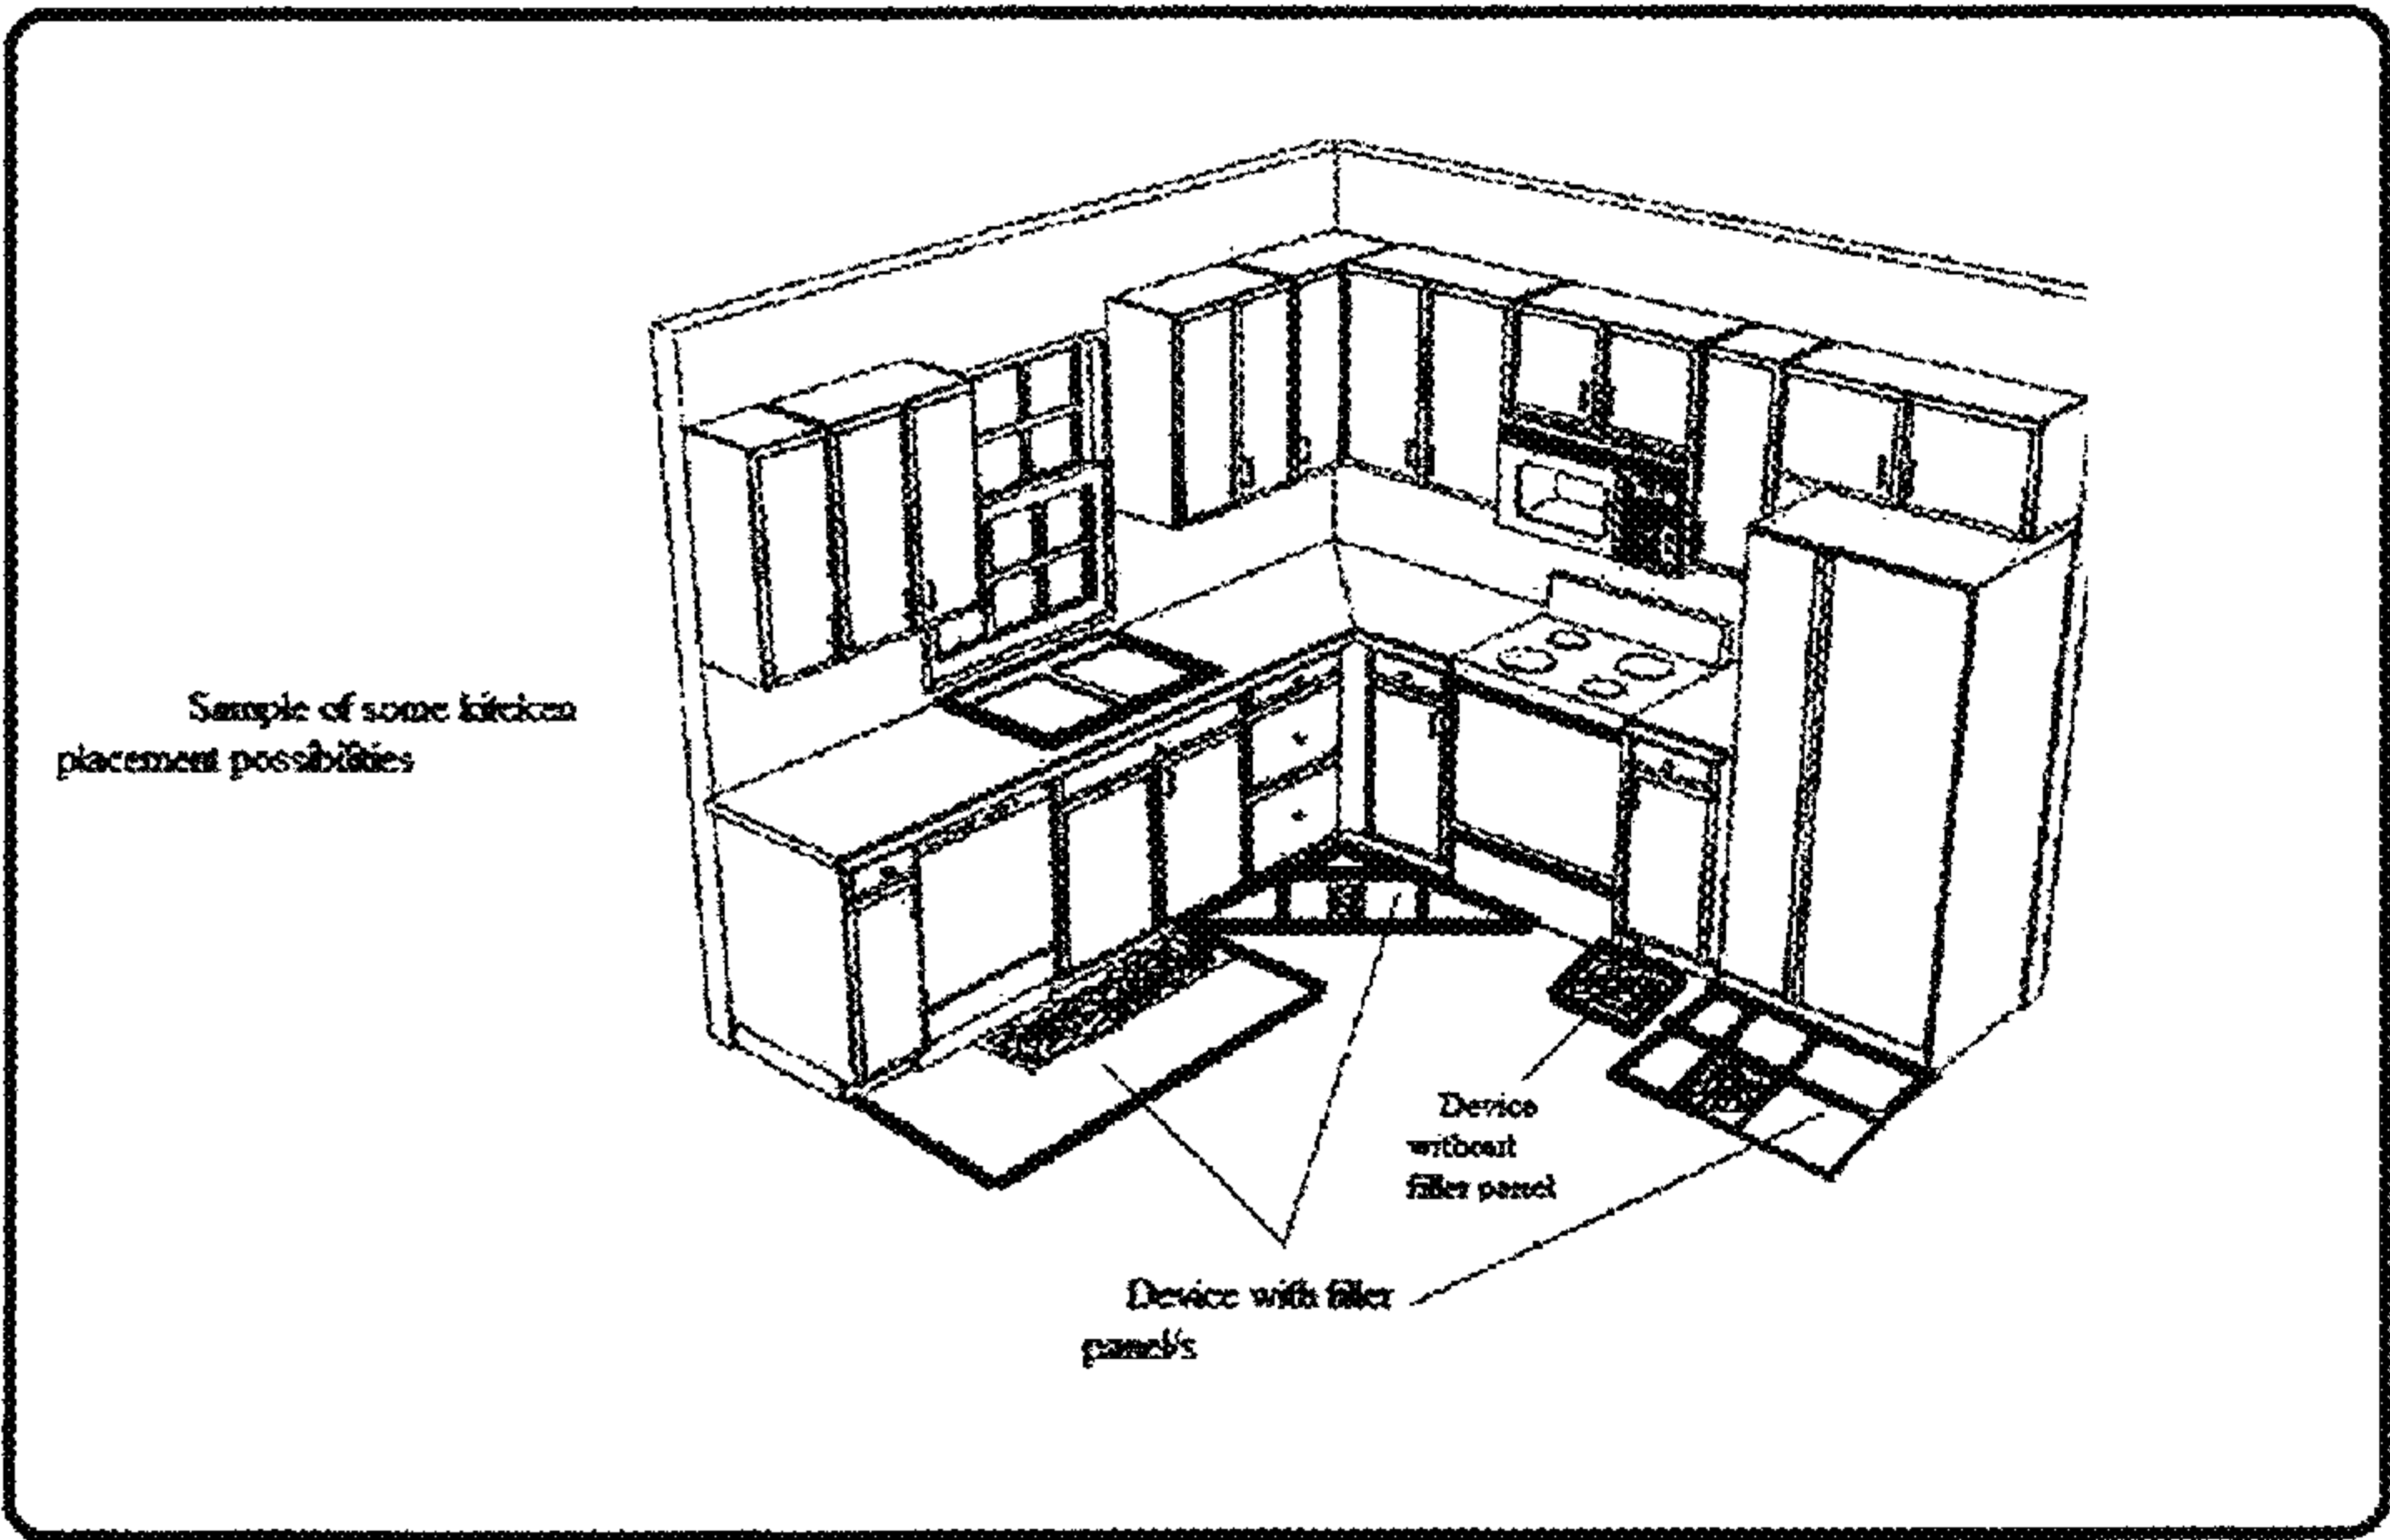 Sample of some kitchen
placement possibilities
Device
without
filler panel
Device with filler
panel/s